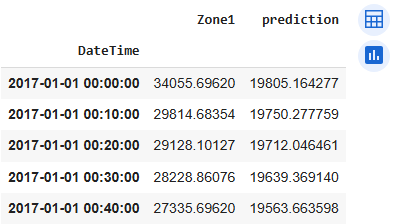 Zone1 prediction
DateTime
2017-01-01 00:00:00 34055.69620 19805.164277
2017-01-01 00:10:00 29814.68354 19750.277759
2017-01-01 00:20:00 29128.10127 19712.046461
2017-01-01 00:30:00 28228.86076 19639.369140
2017-01-01 00:40:00 27335.69620 19563.663598